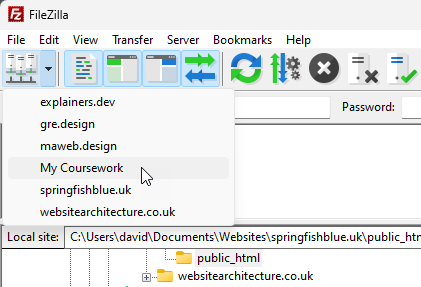 FileZilla
File Edit View Transfer Server Bookmarks Help
explainers.dev
Password:
gre.design
maweb.design
My Coursework
springfishblue.uk
websitearchitecture.co.uk
Local site: C:\Users\david\Documents\Websites\springfishblue.uk\public_htm
public_html
websitearchitecture.co.uk